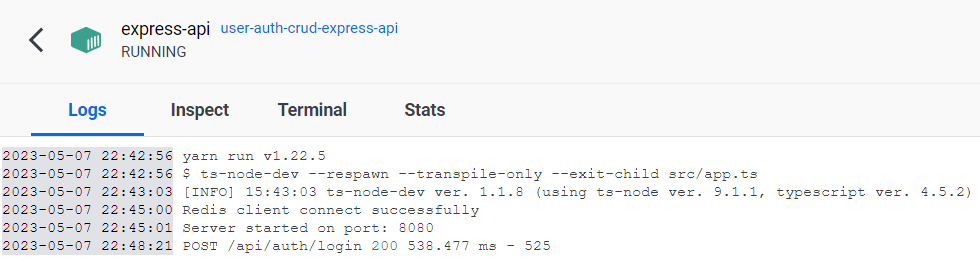 express-api user-auth-crud-express-api
RUNNING
Logs Inspect Terminal Stats
2023-05-07 22:42:56 yarn run v1.22.5
2023-05-07 22:42:56 $ ts-node-dev --respawn --transpile-only --exit-child src/app.ts
2023-05-07 22:43:03 [INFO] 15:43:03 ts-node-dev ver. 1.1.8 (using ts-node ver. 9.1.1, typescript ver. 4.5.2)
2023-05-07 22:45:00 Redis client connect successfully
2023-05-07 22:45:01 Server started on port: 8080
2023-05-07 22:48:21 POST /api/auth/login 200 538.477 ms - 525